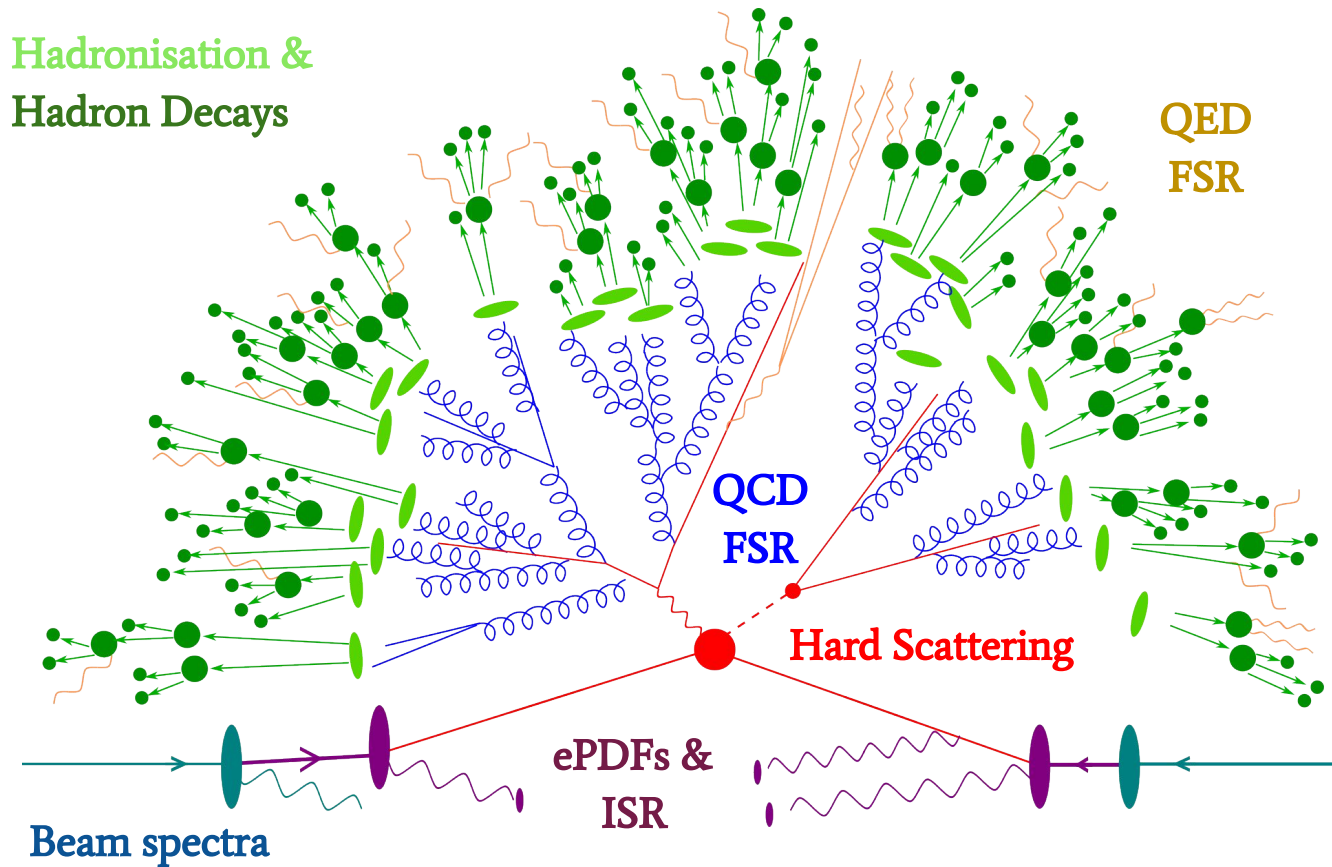 Hadronisation &
Hadron Decays
QED
FSR
QCD
FSR
Hard Scattering
ePDFs &
ISR
Beam spectra